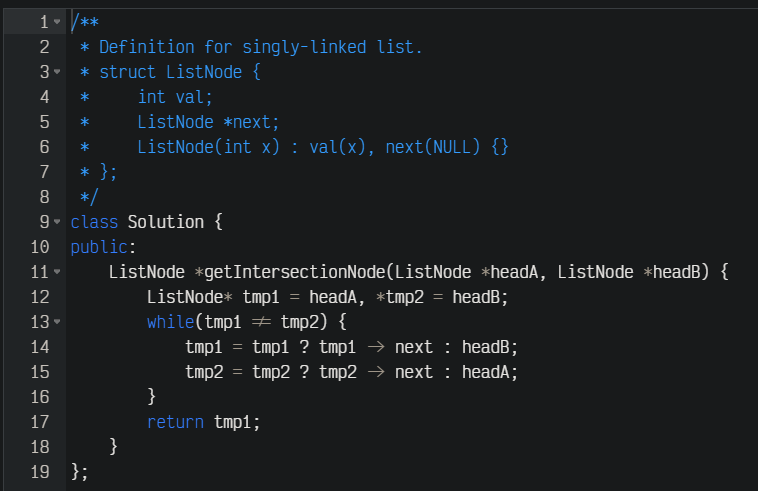 1 /**
2  * Definition for singly-linked list.
3  * struct ListNode {
4  *     int val;
5  *     ListNode *next;
6  *     ListNode(int x) : val(x), next(NULL) {}
7  * };
8  */
9 class Solution {
10 public:
11     ListNode *getIntersectionNode(ListNode *headA, ListNode *headB) {
12         ListNode* tmp1 = headA, *tmp2 = headB;
13         while(tmp1 != tmp2) {
14             tmp1 = tmp1 ? tmp1 -> next : headB;
15             tmp2 = tmp2 ? tmp2 -> next : headA;
16         }
17         return tmp1;
18     }
19 };